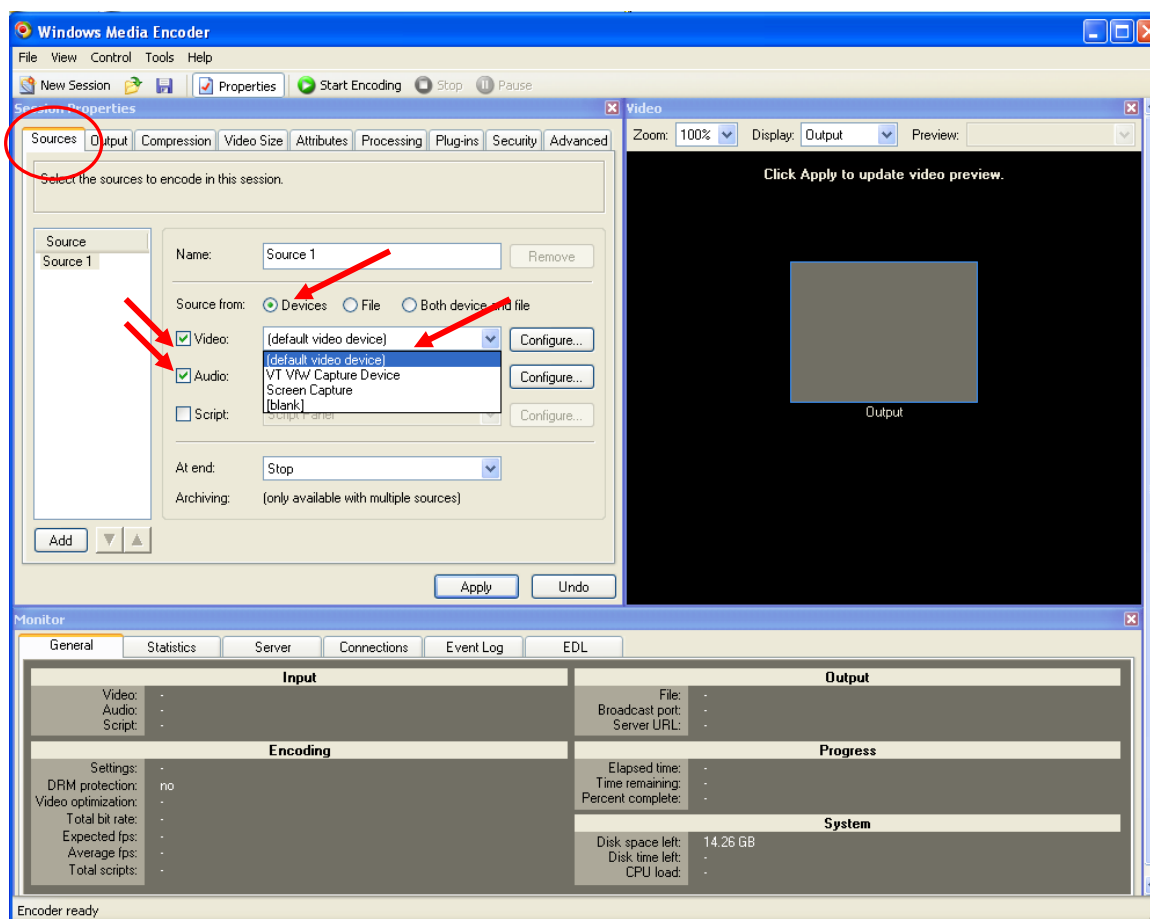 Windows Media Encoder
File View Control Tools Help
New Session Properties Start Encoding Stop Pause
Session Properties
Sources Output Compression Video Size Attributes Processing Plug-ins Security Advanced
Select the sources to encode in this session.
Source
Source 1
Name: Source 1 Remove
Source from: Devices File Both device and file
Video: (default video device) Configure...
(default video device)
VT VfW Capture Device
Screen Capture
[blank]
Audio: Configure...
Script: Script Panel Configure...
At end: Stop
Archiving: (only available with multiple sources)
Add
Apply Undo
Video
Zoom: 100% Display: Output Preview:
Click Apply to update video preview.
Output
Monitor
General Statistics Server Connections Event Log EDL
Input
Video: -
Audio: -
Script: -
Encoding
Settings: -
DRM protection: no
Video optimization: -
Total bit rate: -
Expected fps: -
Average fps: -
Total scripts: -
Output
File: -
Broadcast port: -
Server URL: -
Progress
Elapsed time: -
Time remaining: -
Percent complete: -
System
Disk space left: 14.26 GB
Disk time left: -
CPU load: -
Encoder ready